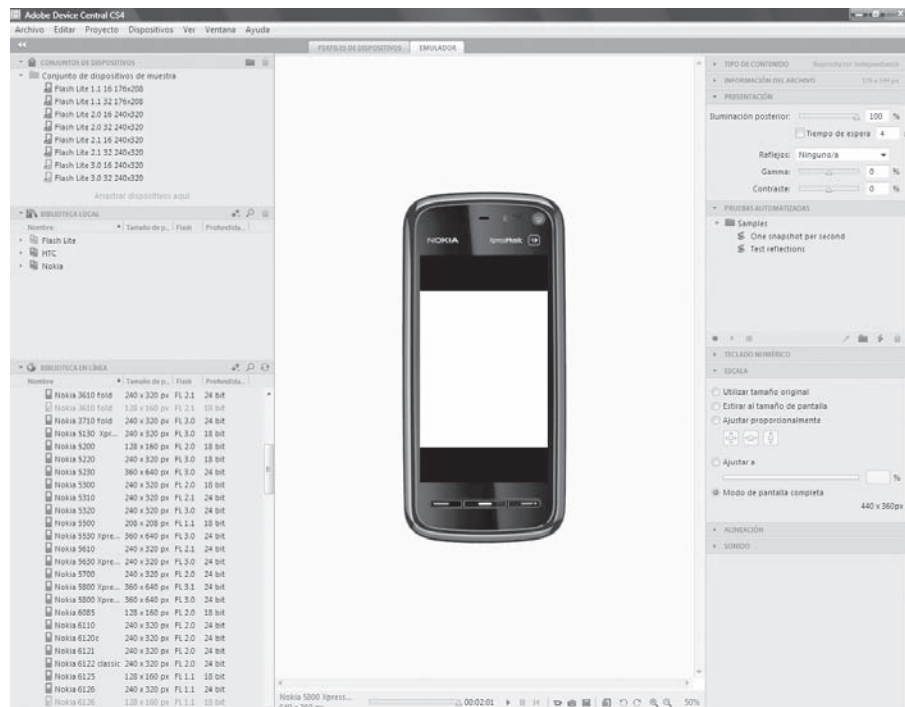 Adobe Device Central CS4
Archivo Editar Proyecto Dispositivos Ver Ventana Ayuda
PERFILES DE DISPOSITIVOS EMULADOR
CONJUNTOS DE DISPOSITIVOS
Conjunto de dispositivos de muestra
Flash Lite 1.1 16 176x208
Flash Lite 1.1 32 176x208
Flash Lite 2.0 16 240x320
Flash Lite 2.0 32 240x320
Flash Lite 2.1 16 240x320
Flash Lite 2.1 32 240x320
Flash Lite 3.0 16 240x320
Flash Lite 3.0 32 240x320
Arrastrar dispositivos aquí
BIBLIOTECA LOCAL
Nombre Tamaño de p... Flash Profundida...
Flash Lite
HTC
Nokia
BIBLIOTECA EN LÍNEA
Nombre Tamaño de p... Flash Profundida...
Nokia 3610 fold 240 x 320 px FL 2.1 24 bit
Nokia 3610 fold 128 x 160 px FL 2.1 18 bit
Nokia 3710 fold 240 x 320 px FL 3.0 24 bit
Nokia 5130 Xpr... 240 x 320 px FL 3.0 18 bit
Nokia 5200 128 x 160 px FL 2.0 18 bit
Nokia 5220 240 x 320 px FL 3.0 18 bit
Nokia 5230 360 x 640 px FL 3.0 24 bit
Nokia 5300 240 x 320 px FL 2.0 18 bit
Nokia 5310 240 x 320 px FL 2.1 24 bit
Nokia 5320 240 x 320 px FL 3.0 24 bit
Nokia 5500 208 x 208 px FL 1.1 18 bit
Nokia 5530 Xpre... 360 x 640 px FL 3.0 24 bit
Nokia 5610 240 x 320 px FL 2.1 24 bit
Nokia 5630 Xpre... 240 x 320 px FL 3.0 24 bit
Nokia 5700 240 x 320 px FL 2.0 24 bit
Nokia 5800 Xpre... 360 x 640 px FL 3.1 24 bit
Nokia 5800 Xpre... 360 x 640 px FL 3.0 24 bit
Nokia 6085 128 x 160 px FL 2.0 18 bit
Nokia 6110 240 x 320 px FL 2.0 24 bit
Nokia 6120c 240 x 320 px FL 2.0 24 bit
Nokia 6121 240 x 320 px FL 2.0 24 bit
Nokia 6122 classic 240 x 320 px FL 2.0 24 bit
Nokia 6125 128 x 160 px FL 1.1 18 bit
Nokia 6126 240 x 320 px FL 1.1 24 bit
Nokia 6126 128 x 160 px FL 1.1 18 bit
NOKIA XpressMusic
Nokia 5800 Xpress...
640 x 360 px
00:02:01
50%
TIPO DE CONTENIDO Reproductor independiente
INFORMACIÓN DEL ARCHIVO
PRESENTACIÓN
Iluminación posterior: 100 %
Tiempo de espera 4
Reflejos: Ninguno/a
Gamma: 0 %
Contraste: 0 %
PRUEBAS AUTOMATIZADAS
Samples
One snapshot per second
Test reflections
TECLADO NUMÉRICO
ESCALA
Utilizar tamaño original
Estirar al tamaño de pantalla
Ajustar proporcionalmente
Ajustar a
%
Modo de pantalla completa
440 x 360px
ALINEACIÓN
SONIDO